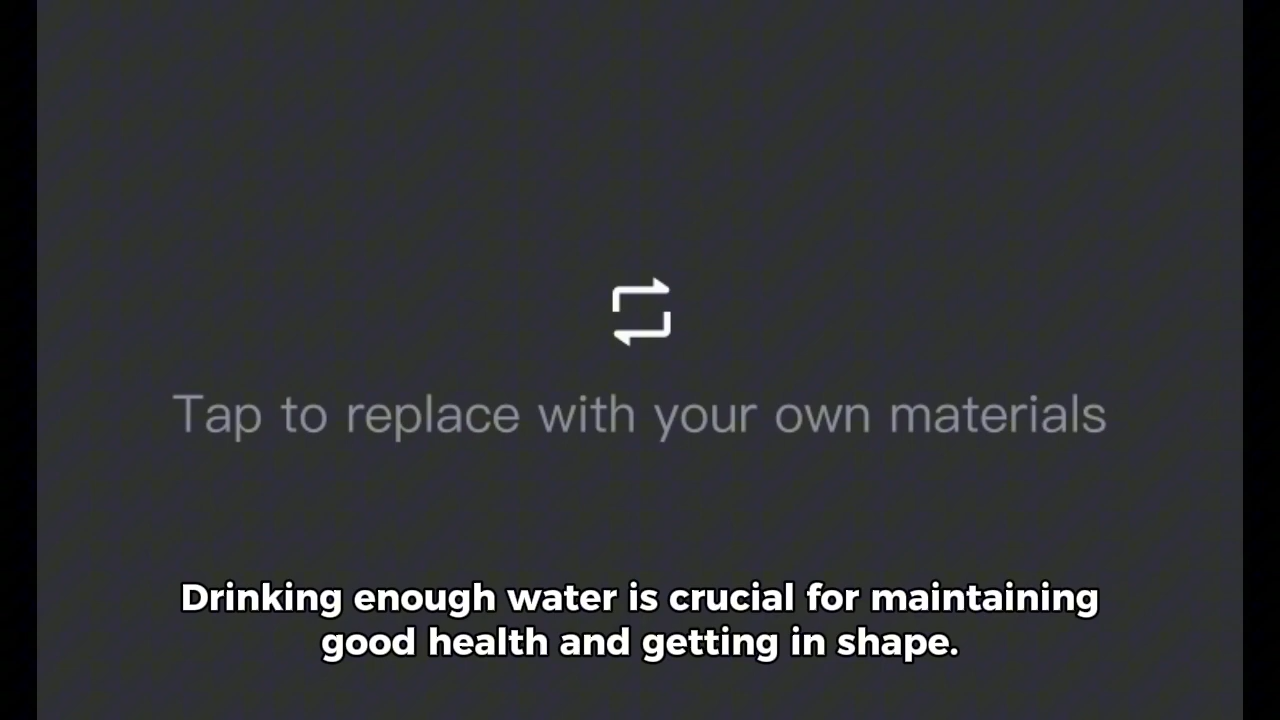 Tap to replace with your own materials
Drinking enough water is crucial for maintaining
good health and getting in shape.